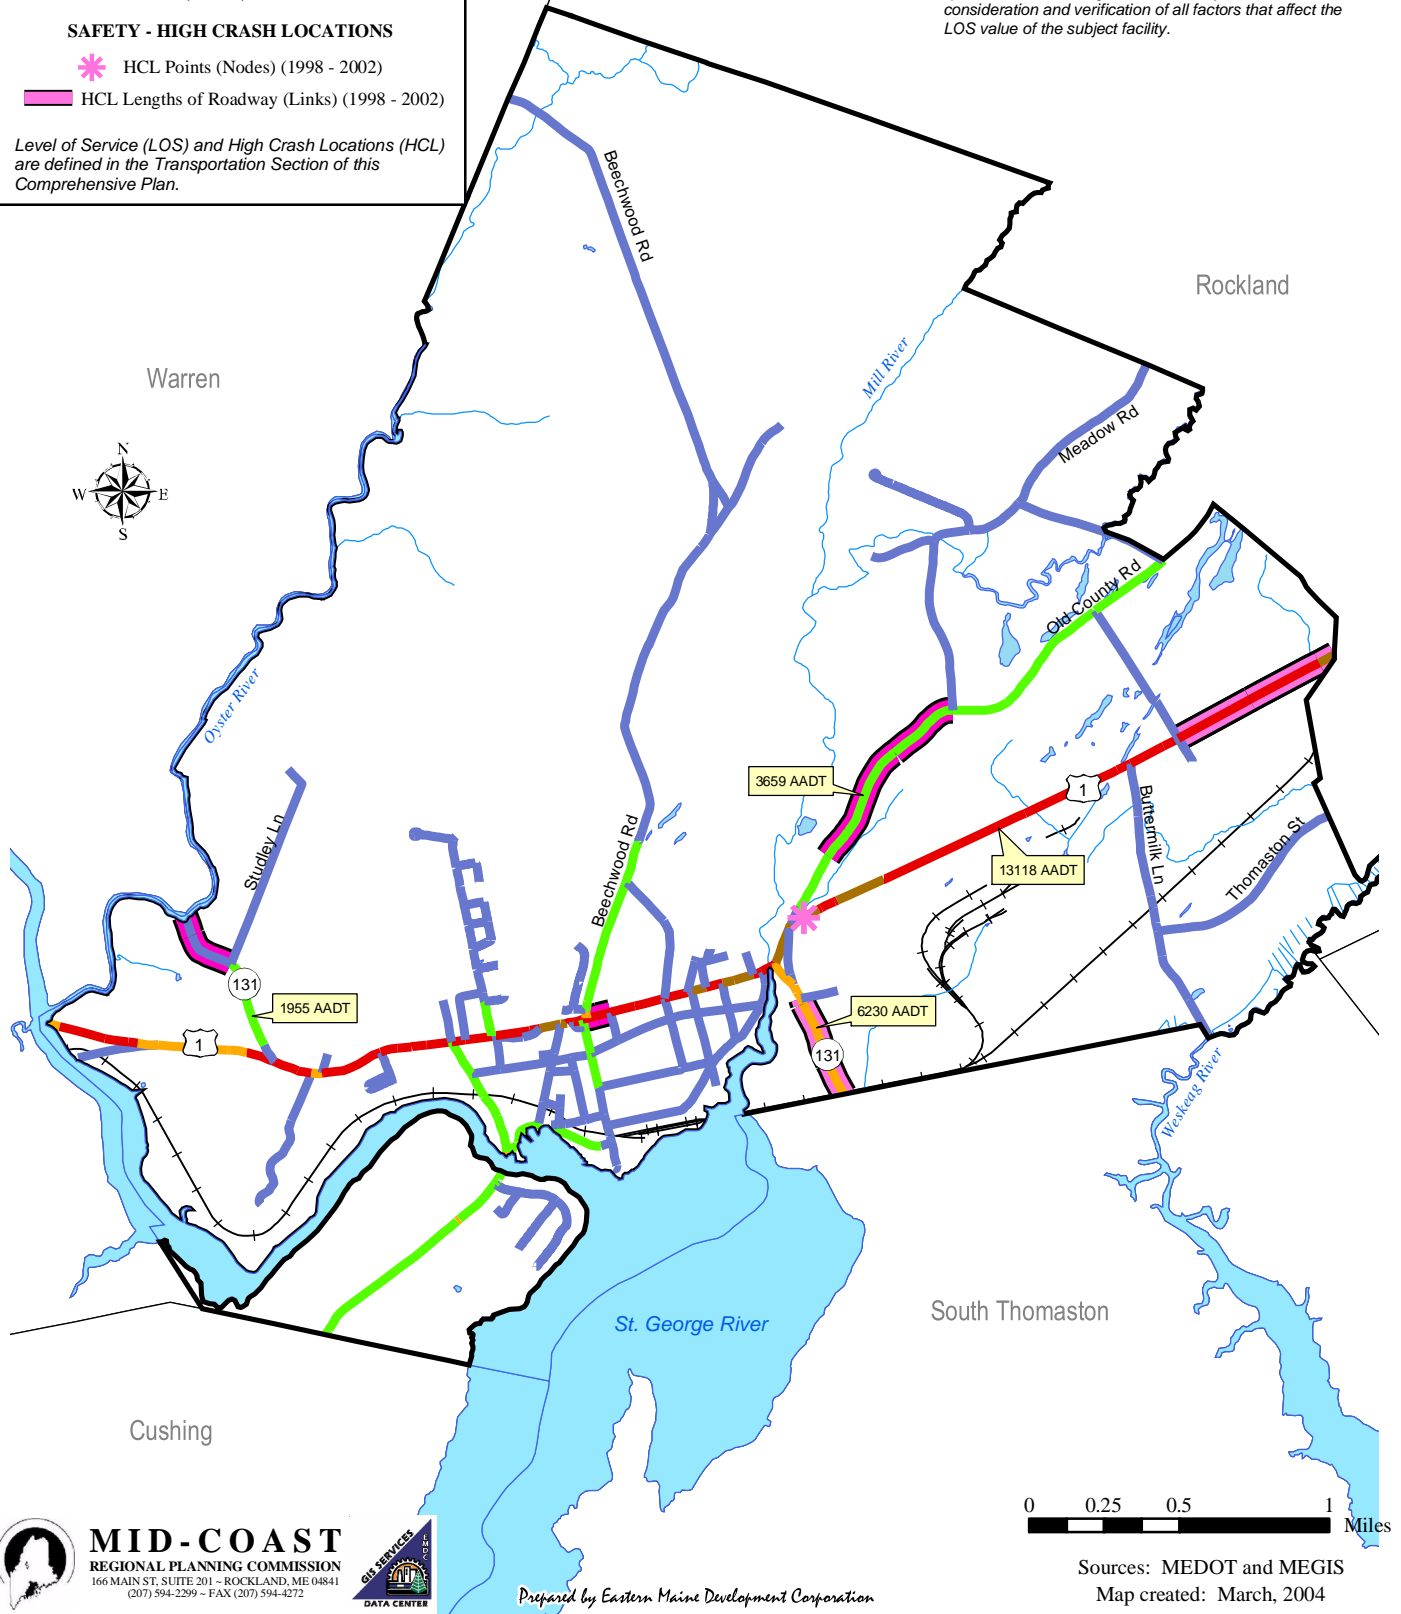 SAFETY - HIGH CRASH LOCATIONS
HCL Points (Nodes) (1998 - 2002)
HCL Lengths of Roadway (Links) (1998 - 2002)
Level of Service (LOS) and High Crash Locations (HCL)
are defined in the Transportation Section of this
Comprehensive Plan.
consideration and verification of all factors that affect the
LOS value of the subject facility.
Beechwood Rd
Rockland
Warren
Mill River
Meadow Rd
N
W
E
S
Old County Rd
Oyster River
3659 AADT
1
Buttermilk Ln
Studley Ln
Beechwood Rd
Thomaston St
13118 AADT
131
1955 AADT
6230 AADT
1
131
Weskeag River
St. George River
South Thomaston
Cushing
0 0.25 0.5 1
Miles
MID-COAST
REGIONAL PLANNING COMMISSION
166 MAIN ST, SUITE 201 ~ ROCKLAND, ME 04841
(207) 594-2299 ~ FAX (207) 594-4272
GIS SERVICES
EMDC
DATA CENTER
Prepared by Eastern Maine Development Corporation
Sources: MEDOT and MEGIS
Map created: March, 2004